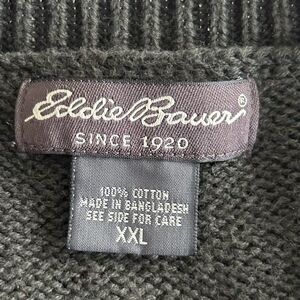 Eddie Bauer®
SINCE 1920
100% COTTON
MADE IN BANGLADESH
SEE SIDE FOR CARE
XXL